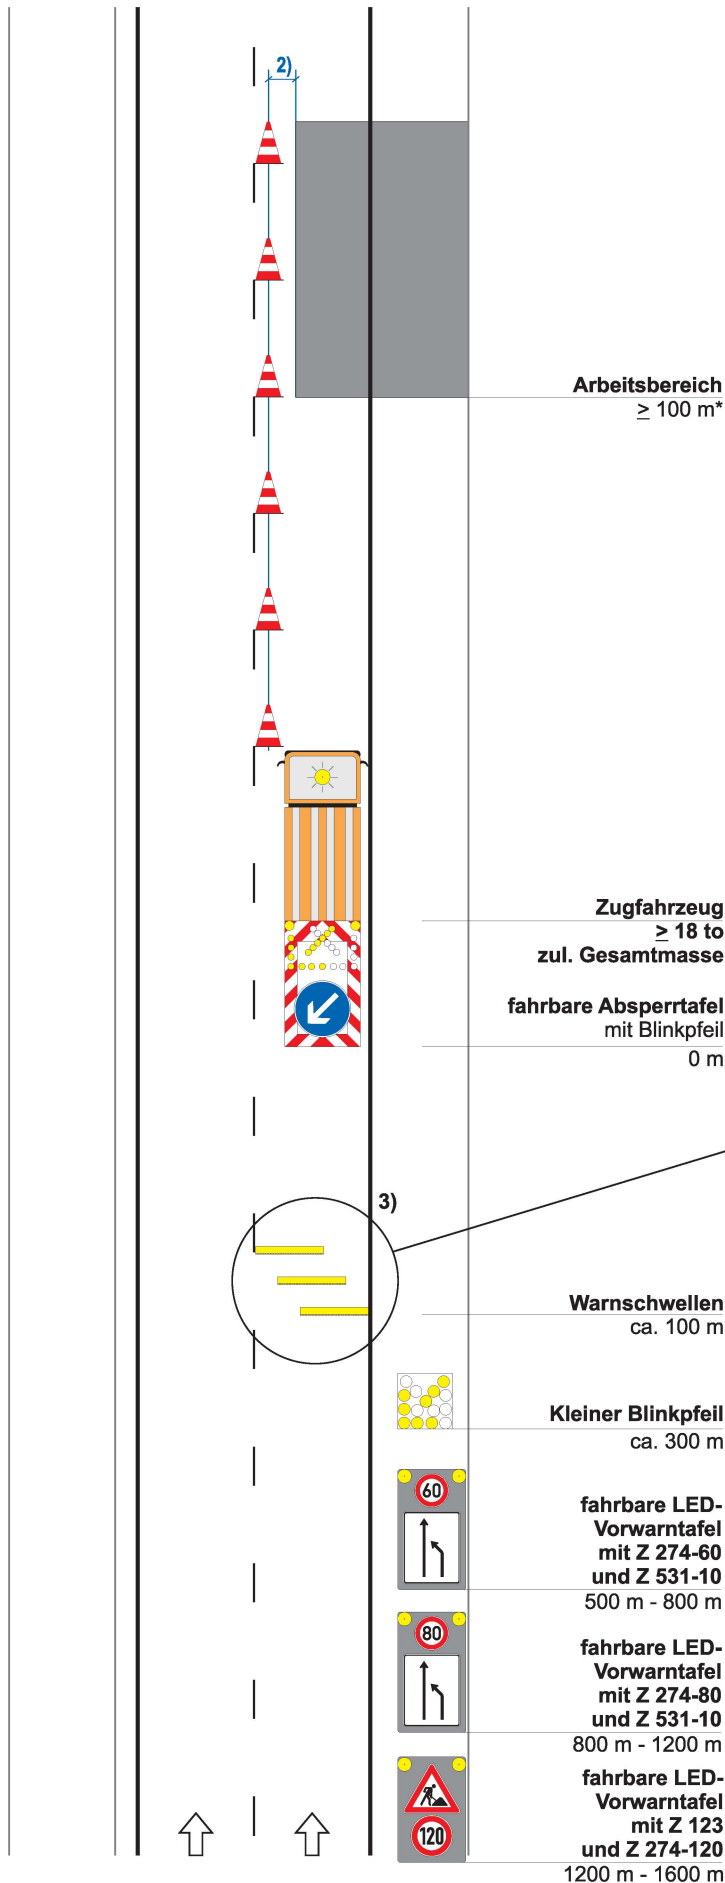 2)
Arbeitsbereich
≥ 100 m*
Zugfahrzeug
≥ 18 to
zul. Gesamtmasse
fahrbare Absperrtafel
mit Blinkpfeil
0 m
3)
Warnschwellen
ca. 100 m
Kleiner Blinkpfeil
ca. 300 m
60
fahrbare LED-
Vorwarntafel
mit Z 274-60
und Z 531-10
500 m - 800 m
80
fahrbare LED-
Vorwarntafel
mit Z 274-80
und Z 531-10
800 m - 1200 m
fahrbare LED-
Vorwarntafel
mit Z 123
120
und Z 274-120
1200 m - 1600 m